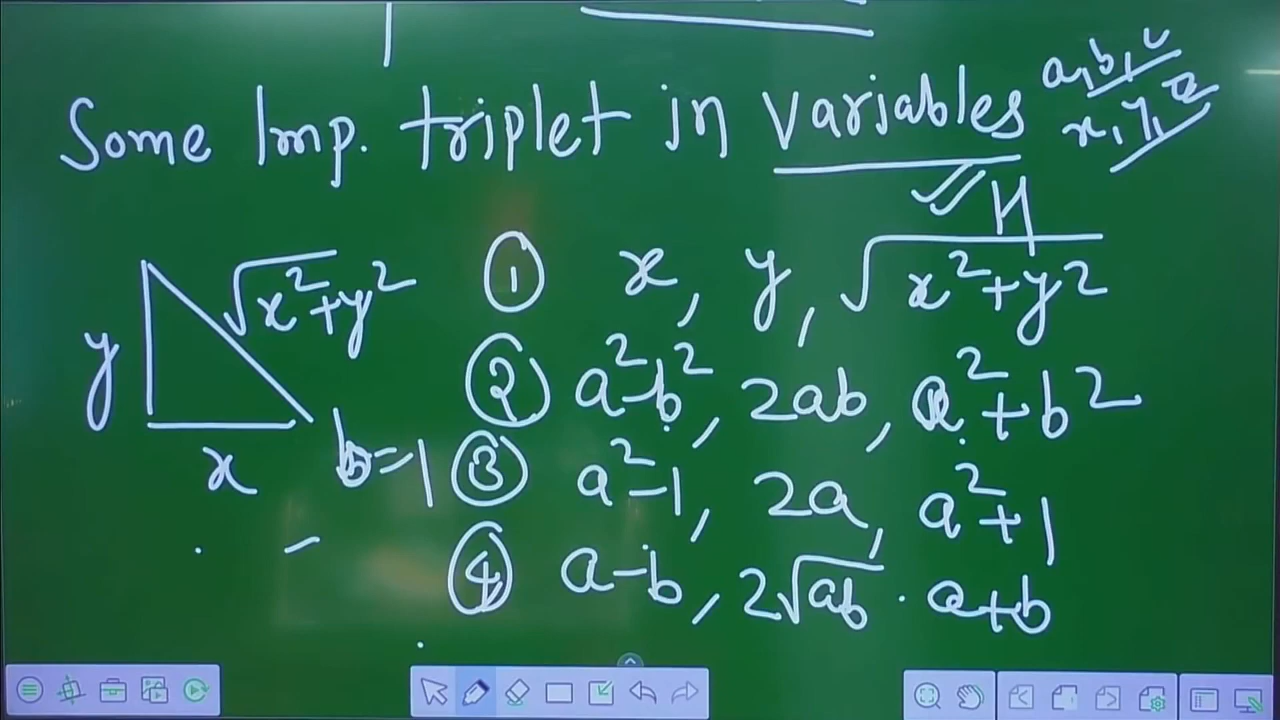 Some Imp. triplet in variables
a, b, c
x, y, z
H
① x, y, √x²+y²
y
√x²+y²
x
② a²-b², 2ab, a²+b²
b=1 ③ a²-1, 2a, a²+1
④ a-b, 2√ab . a+b